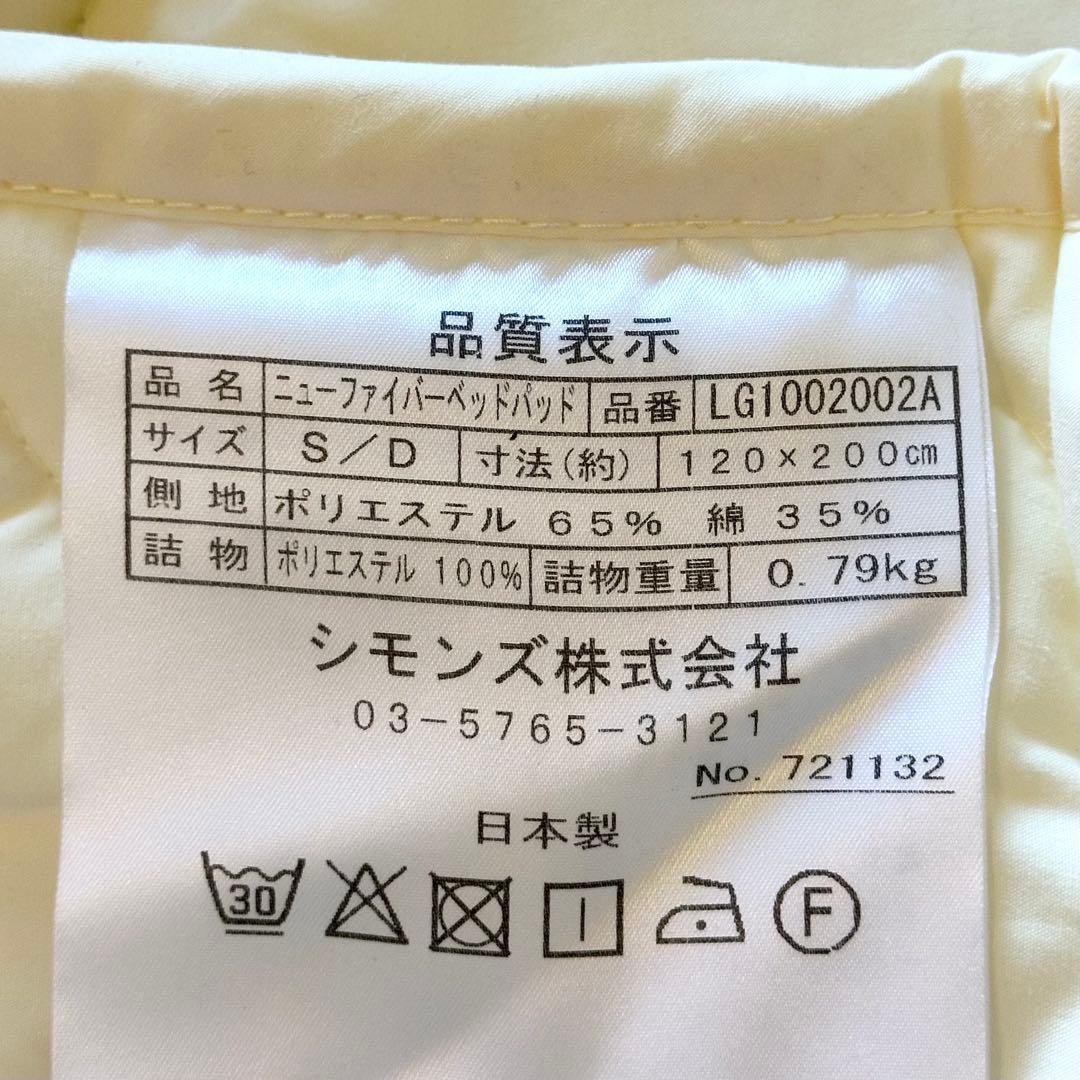 品質表示
品名 ニューファイバーベッドパッド 品番 LG1002002A
サイズ S／D 寸法(約) 120×200cm
側地 ポリエステル 65% 綿 35%
詰物 ポリエステル 100% 詰物重量 0.79kg
シモンズ株式会社
03-5765-3121
No. 721132
日本製
30 F